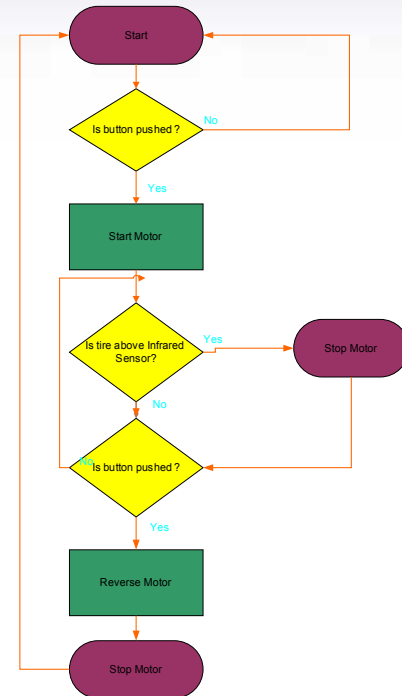 Start
Is button pushed ?
No
Yes
Start Motor
Is tire above Infrared
Sensor?
Yes
Stop Motor
No
Is button pushed ?
No
Yes
Reverse Motor
Stop Motor